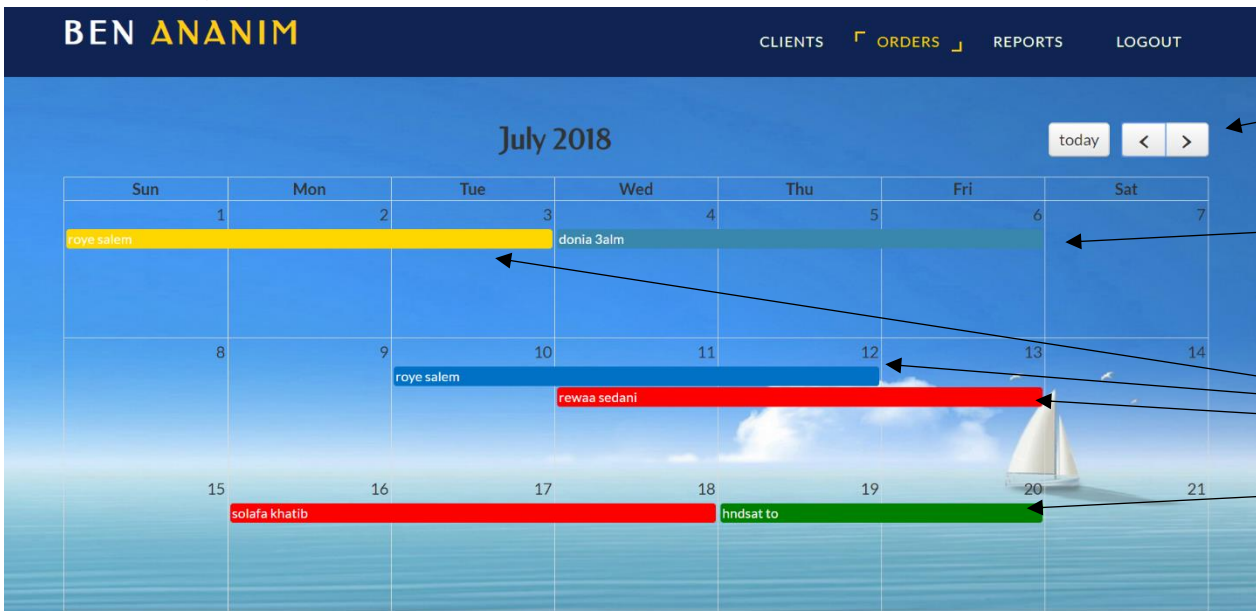 BEN ANANIM
CLIENTS ORDERS REPORTS LOGOUT
July 2018
today < >
Sun Mon Tue Wed Thu Fri Sat
1 2 3 4 5 6 7
roye salem donia 3alm
8 9 10 11 12 13 14
roye salem
rewaa sedani
15 16 17 18 19 20 21
solafa khatib hndsat to